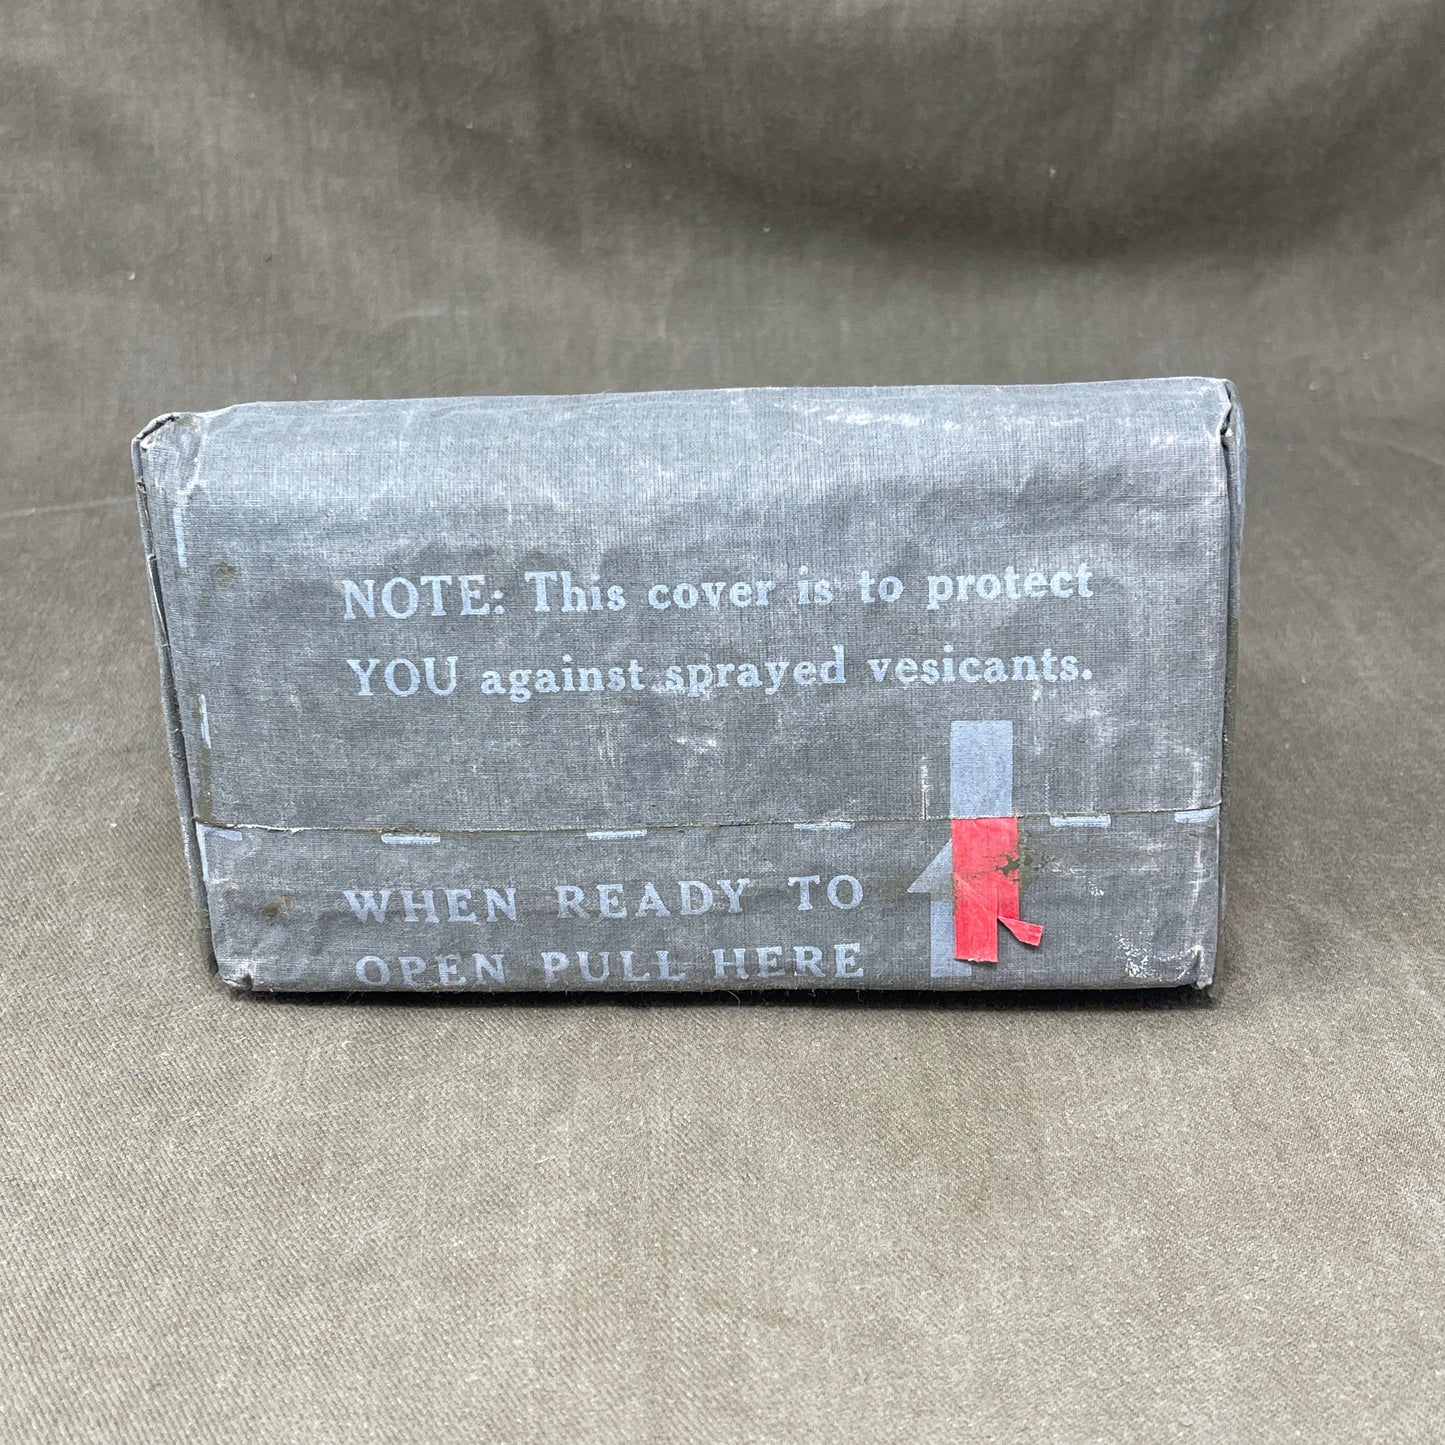 NOTE: This cover is to protect
YOU against sprayed vesicants.
WHEN READY TO
OPEN PULL HERE